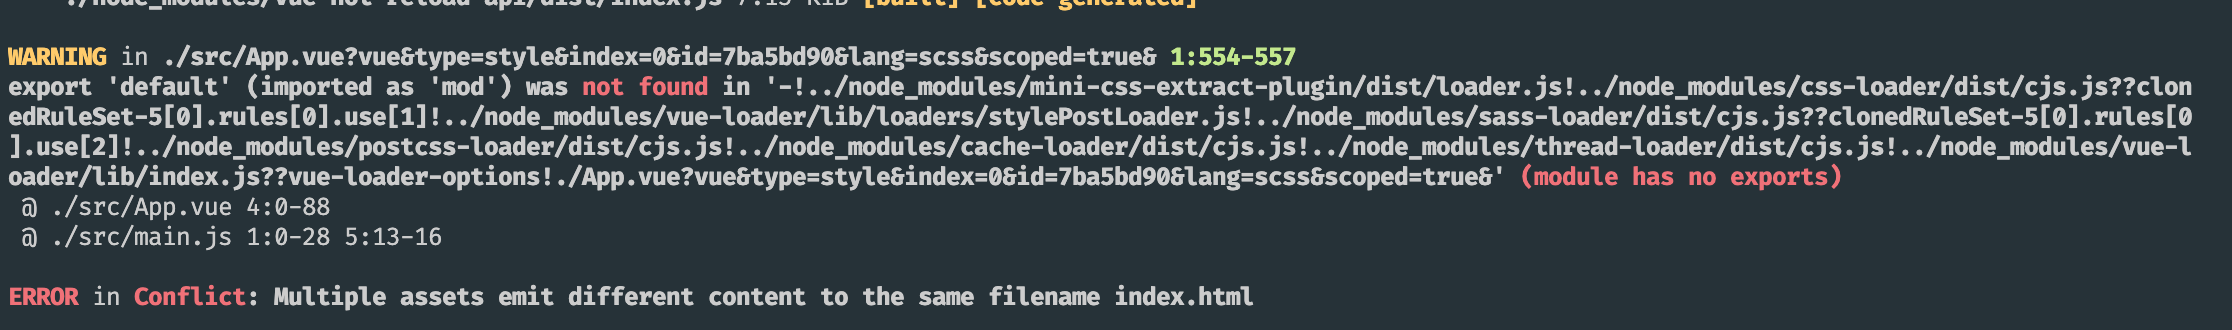 ./node_modules/vue-hot-reload-api/dist/index.js 7.15 KiB [built] [code generated]
WARNING in ./src/App.vue?vue&type=style&index=0&id=7ba5bd90&lang=scss&scoped=true& 1:554-557
export 'default' (imported as 'mod') was not found in '-!../node_modules/mini-css-extract-plugin/dist/loader.js!../node_modules/css-loader/dist/cjs.js??clon
edRuleSet-5[0].rules[0].use[1]!../node_modules/vue-loader/lib/loaders/stylePostLoader.js!../node_modules/sass-loader/dist/cjs.js??clonedRuleSet-5[0].rules[0
].use[2]!../node_modules/postcss-loader/dist/cjs.js!../node_modules/cache-loader/dist/cjs.js!../node_modules/thread-loader/dist/cjs.js!../node_modules/vue-l
oader/lib/index.js??vue-loader-options!./App.vue?vue&type=style&index=0&id=7ba5bd90&lang=scss&scoped=true&' (module has no exports)
@ ./src/App.vue 4:0-88
@ ./src/main.js 1:0-28 5:13-16
ERROR in Conflict: Multiple assets emit different content to the same filename index.html